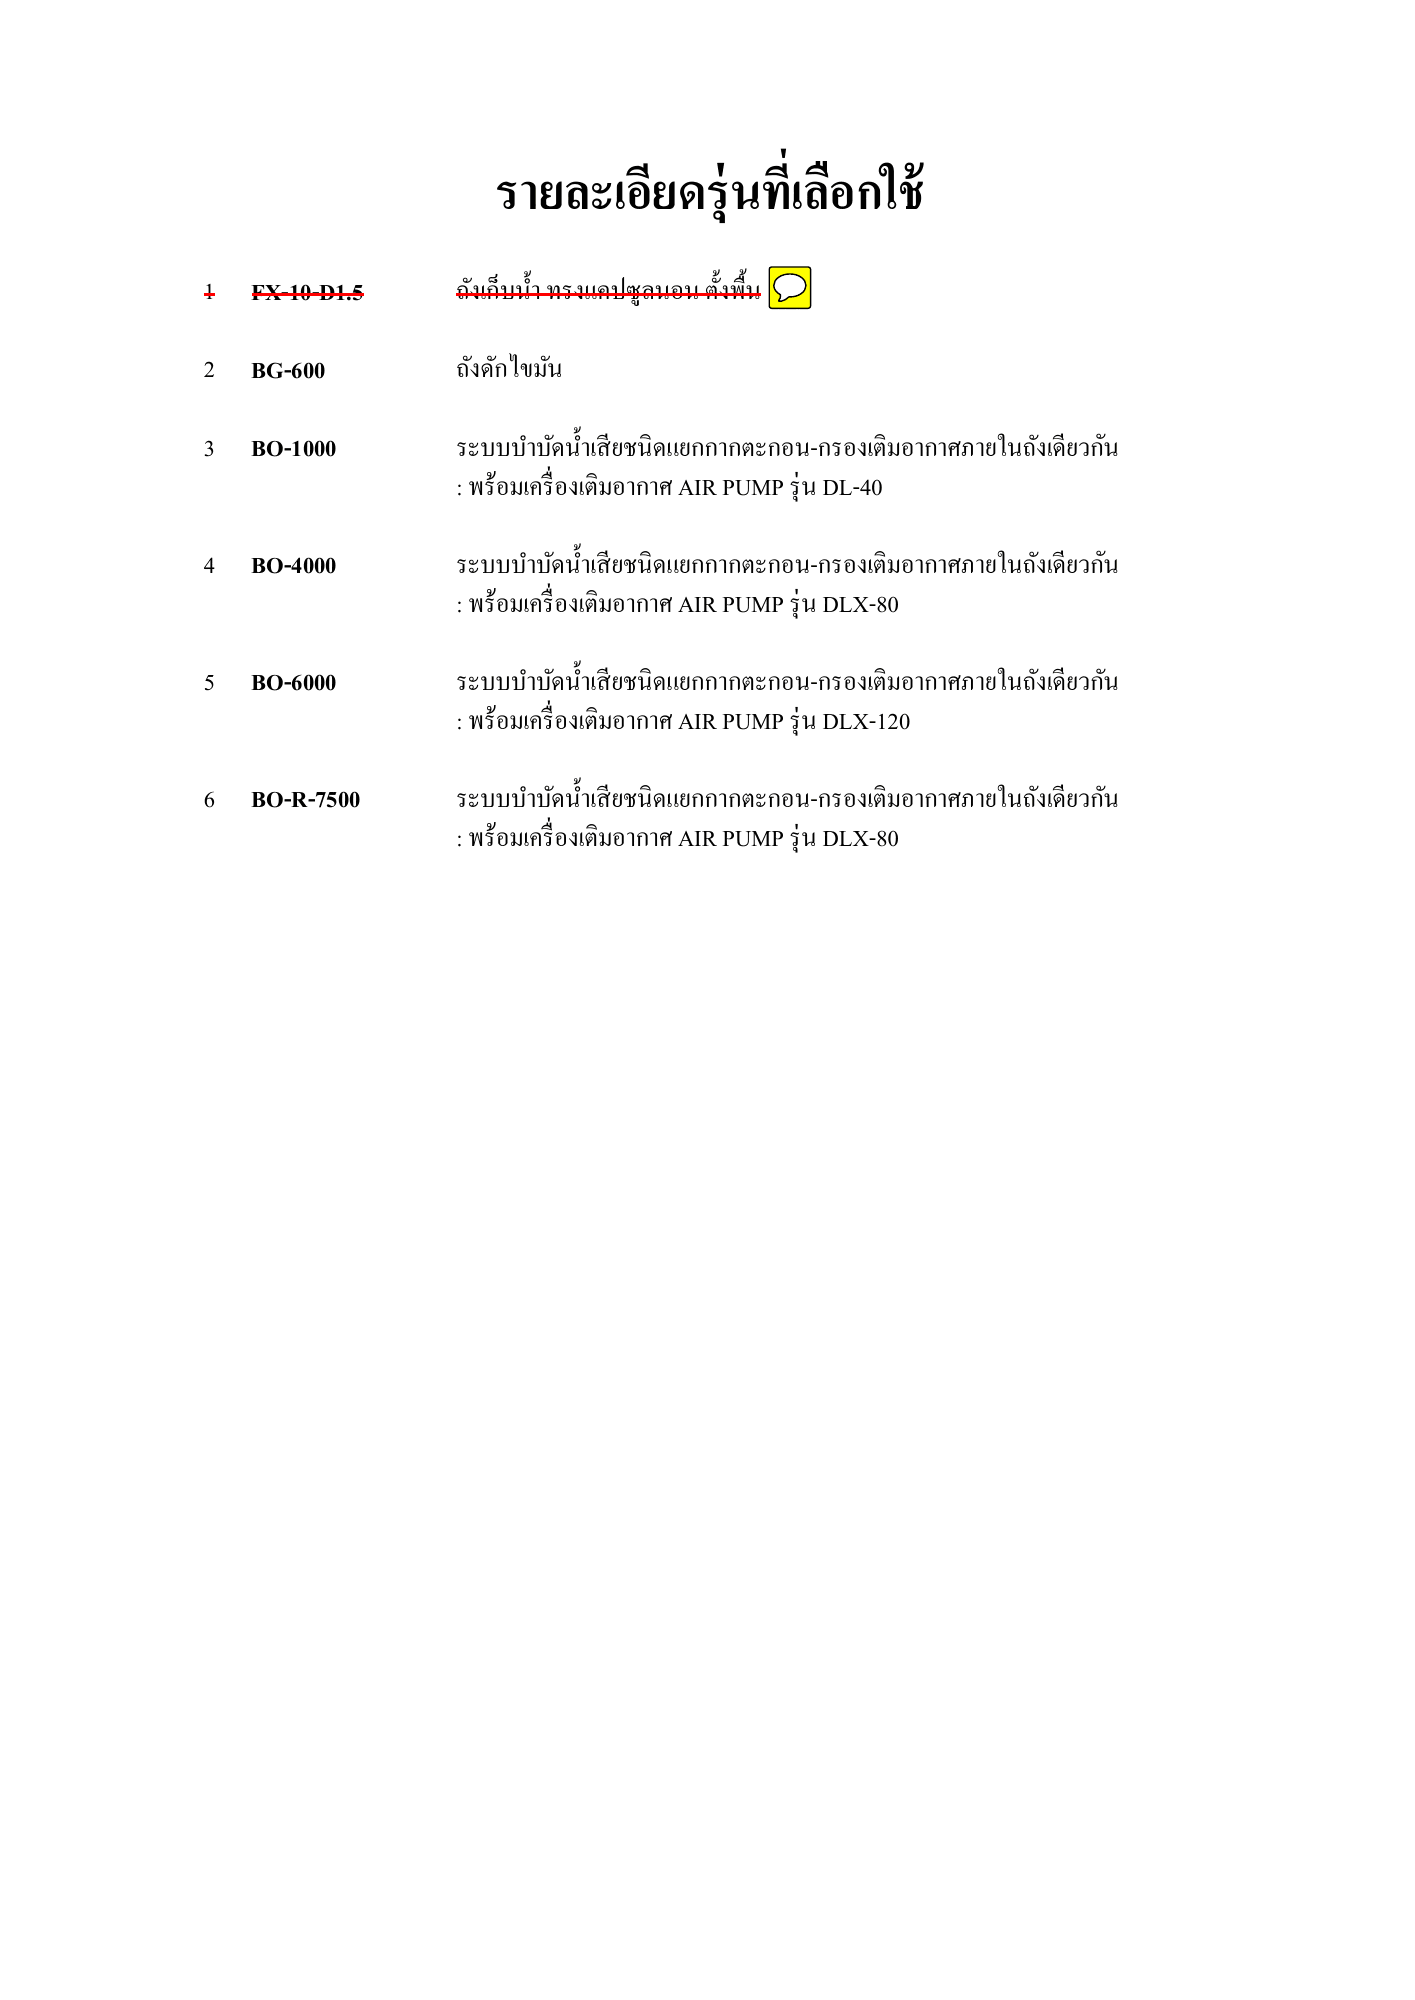 รายละเอียดรุ่นที่เลือกใช้
1 FX-10-D1.5 ถังเก็บน้ำ ทรงแคปซูลนอน ตั้งพื้น
2 BG-600 ถังดักไขมัน
3 BO-1000 ระบบบำบัดน้ำเสียชนิดแยกกากตะกอน-กรองเติมอากาศภายในถังเดียวกัน
: พร้อมเครื่องเติมอากาศ AIR PUMP รุ่น DL-40
4 BO-4000 ระบบบำบัดน้ำเสียชนิดแยกกากตะกอน-กรองเติมอากาศภายในถังเดียวกัน
: พร้อมเครื่องเติมอากาศ AIR PUMP รุ่น DLX-80
5 BO-6000 ระบบบำบัดน้ำเสียชนิดแยกกากตะกอน-กรองเติมอากาศภายในถังเดียวกัน
: พร้อมเครื่องเติมอากาศ AIR PUMP รุ่น DLX-120
6 BO-R-7500 ระบบบำบัดน้ำเสียชนิดแยกกากตะกอน-กรองเติมอากาศภายในถังเดียวกัน
: พร้อมเครื่องเติมอากาศ AIR PUMP รุ่น DLX-80